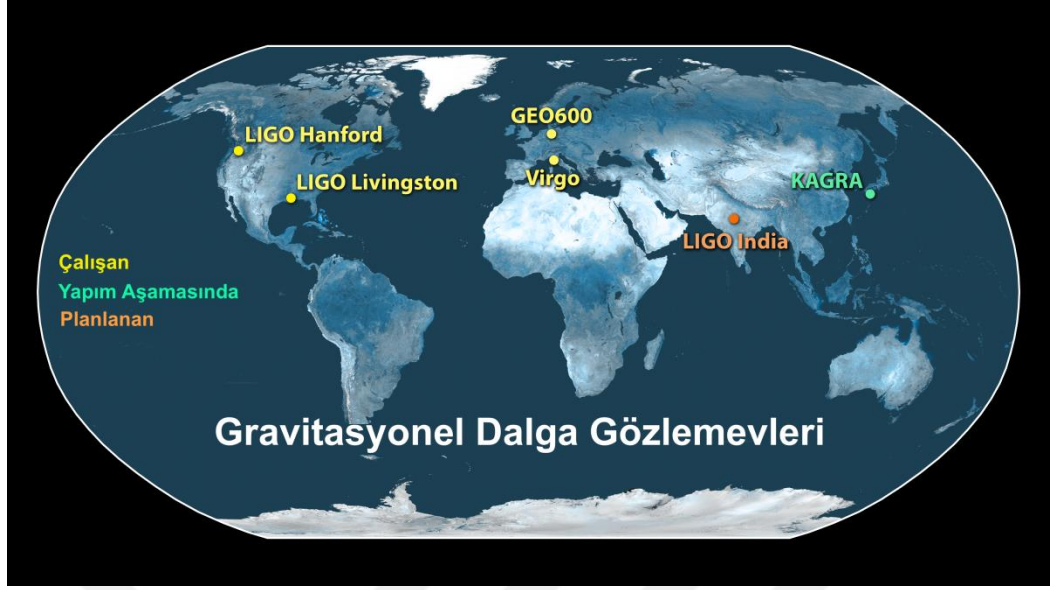 GEO600
LIGO Hanford
Virgo
LIGO Livingston
KAGRA
LIGO India
Çalışan
Yapım Aşamasında
Planlanan
Gravitasyonel Dalga Gözlemevleri